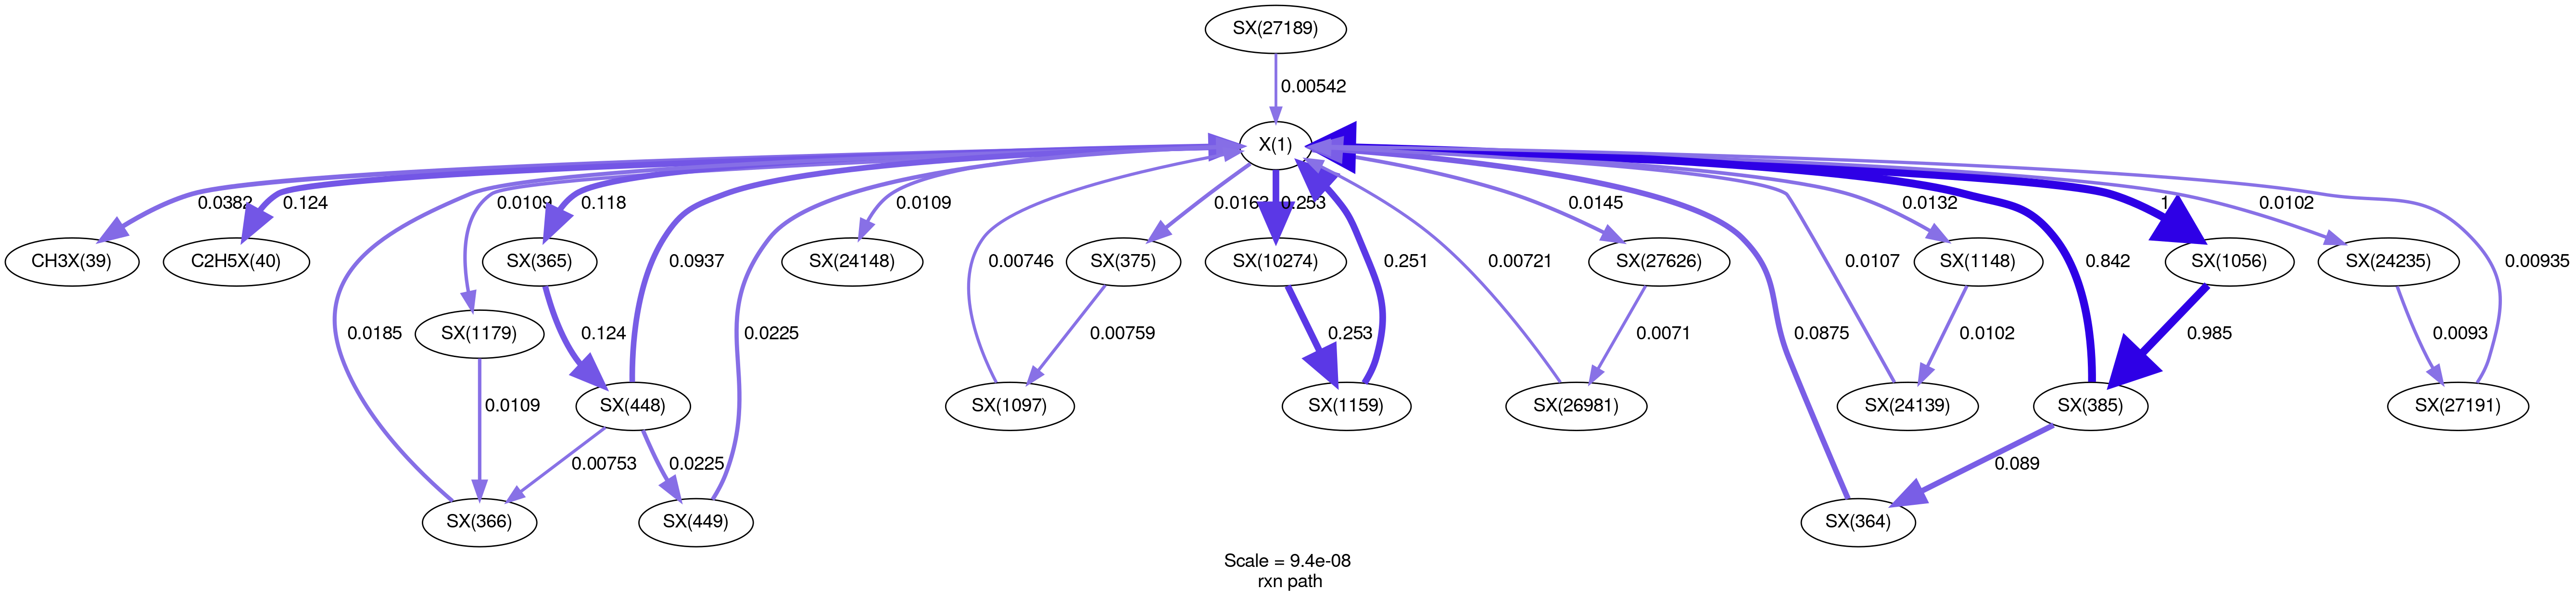 SX(27189)
0.00542
X(1)
0.0382
0.124
0.0109
0.118
0.0109
0.0163
0.253
0.0145
0.0132
1
0.0102
CH3X(39)
C2H5X(40)
SX(365)
0.0937
SX(24148)
0.00746
SX(375)
SX(10274)
0.251
0.00721
SX(27626)
0.0107
SX(1148)
0.842
SX(1056)
SX(24235)
0.00935
0.0185
SX(1179)
0.124
0.0225
0.00759
0.253
0.0071
0.0875
0.0102
0.985
0.0093
0.0109
SX(448)
SX(1097)
SX(1159)
SX(26981)
SX(24139)
SX(385)
SX(27191)
0.00753
0.0225
0.089
SX(366)
SX(449)
SX(364)
Scale = 9.4e-08
rxn path